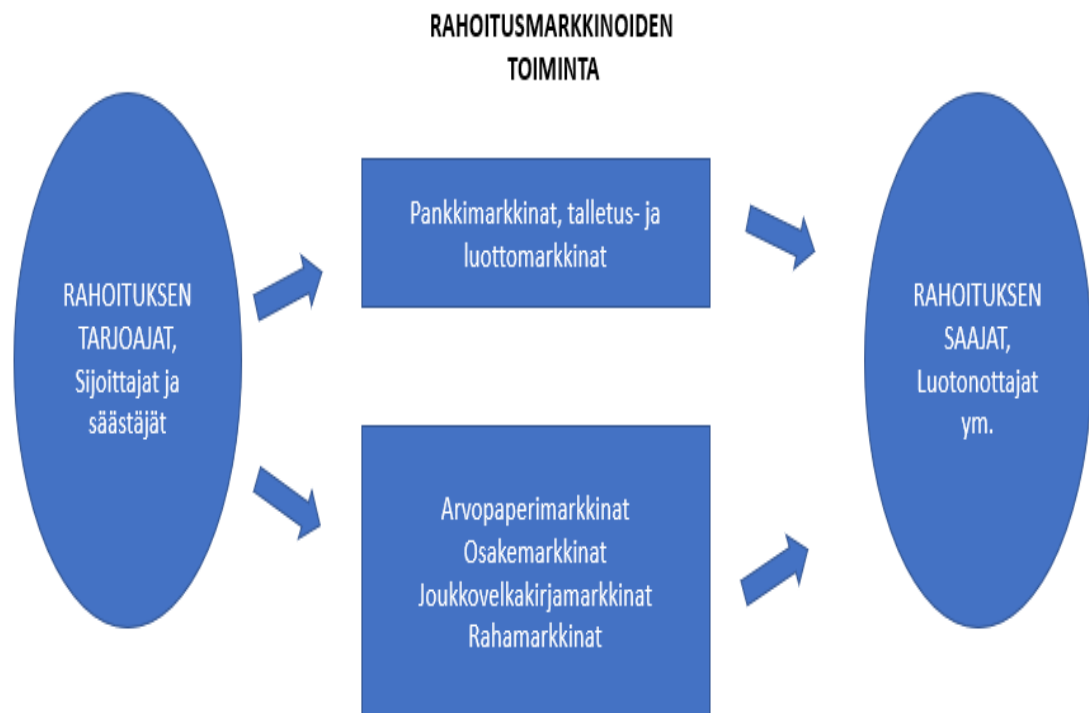 RAHOITUSMARKKINOIDEN
TOIMINTA
RAHOITUKSEN
TARJOAJAT,
Sijoittajat ja
säästäjät
Pankkimarkkinat, talletus- ja
luottomarkkinat
Arvopaperimarkkinat
Osakemarkkinat
Joukkovelkakirjamarkkinat
Rahamarkkinat
RAHOITUKSEN
SAAJAT,
Luotonottajat
ym.